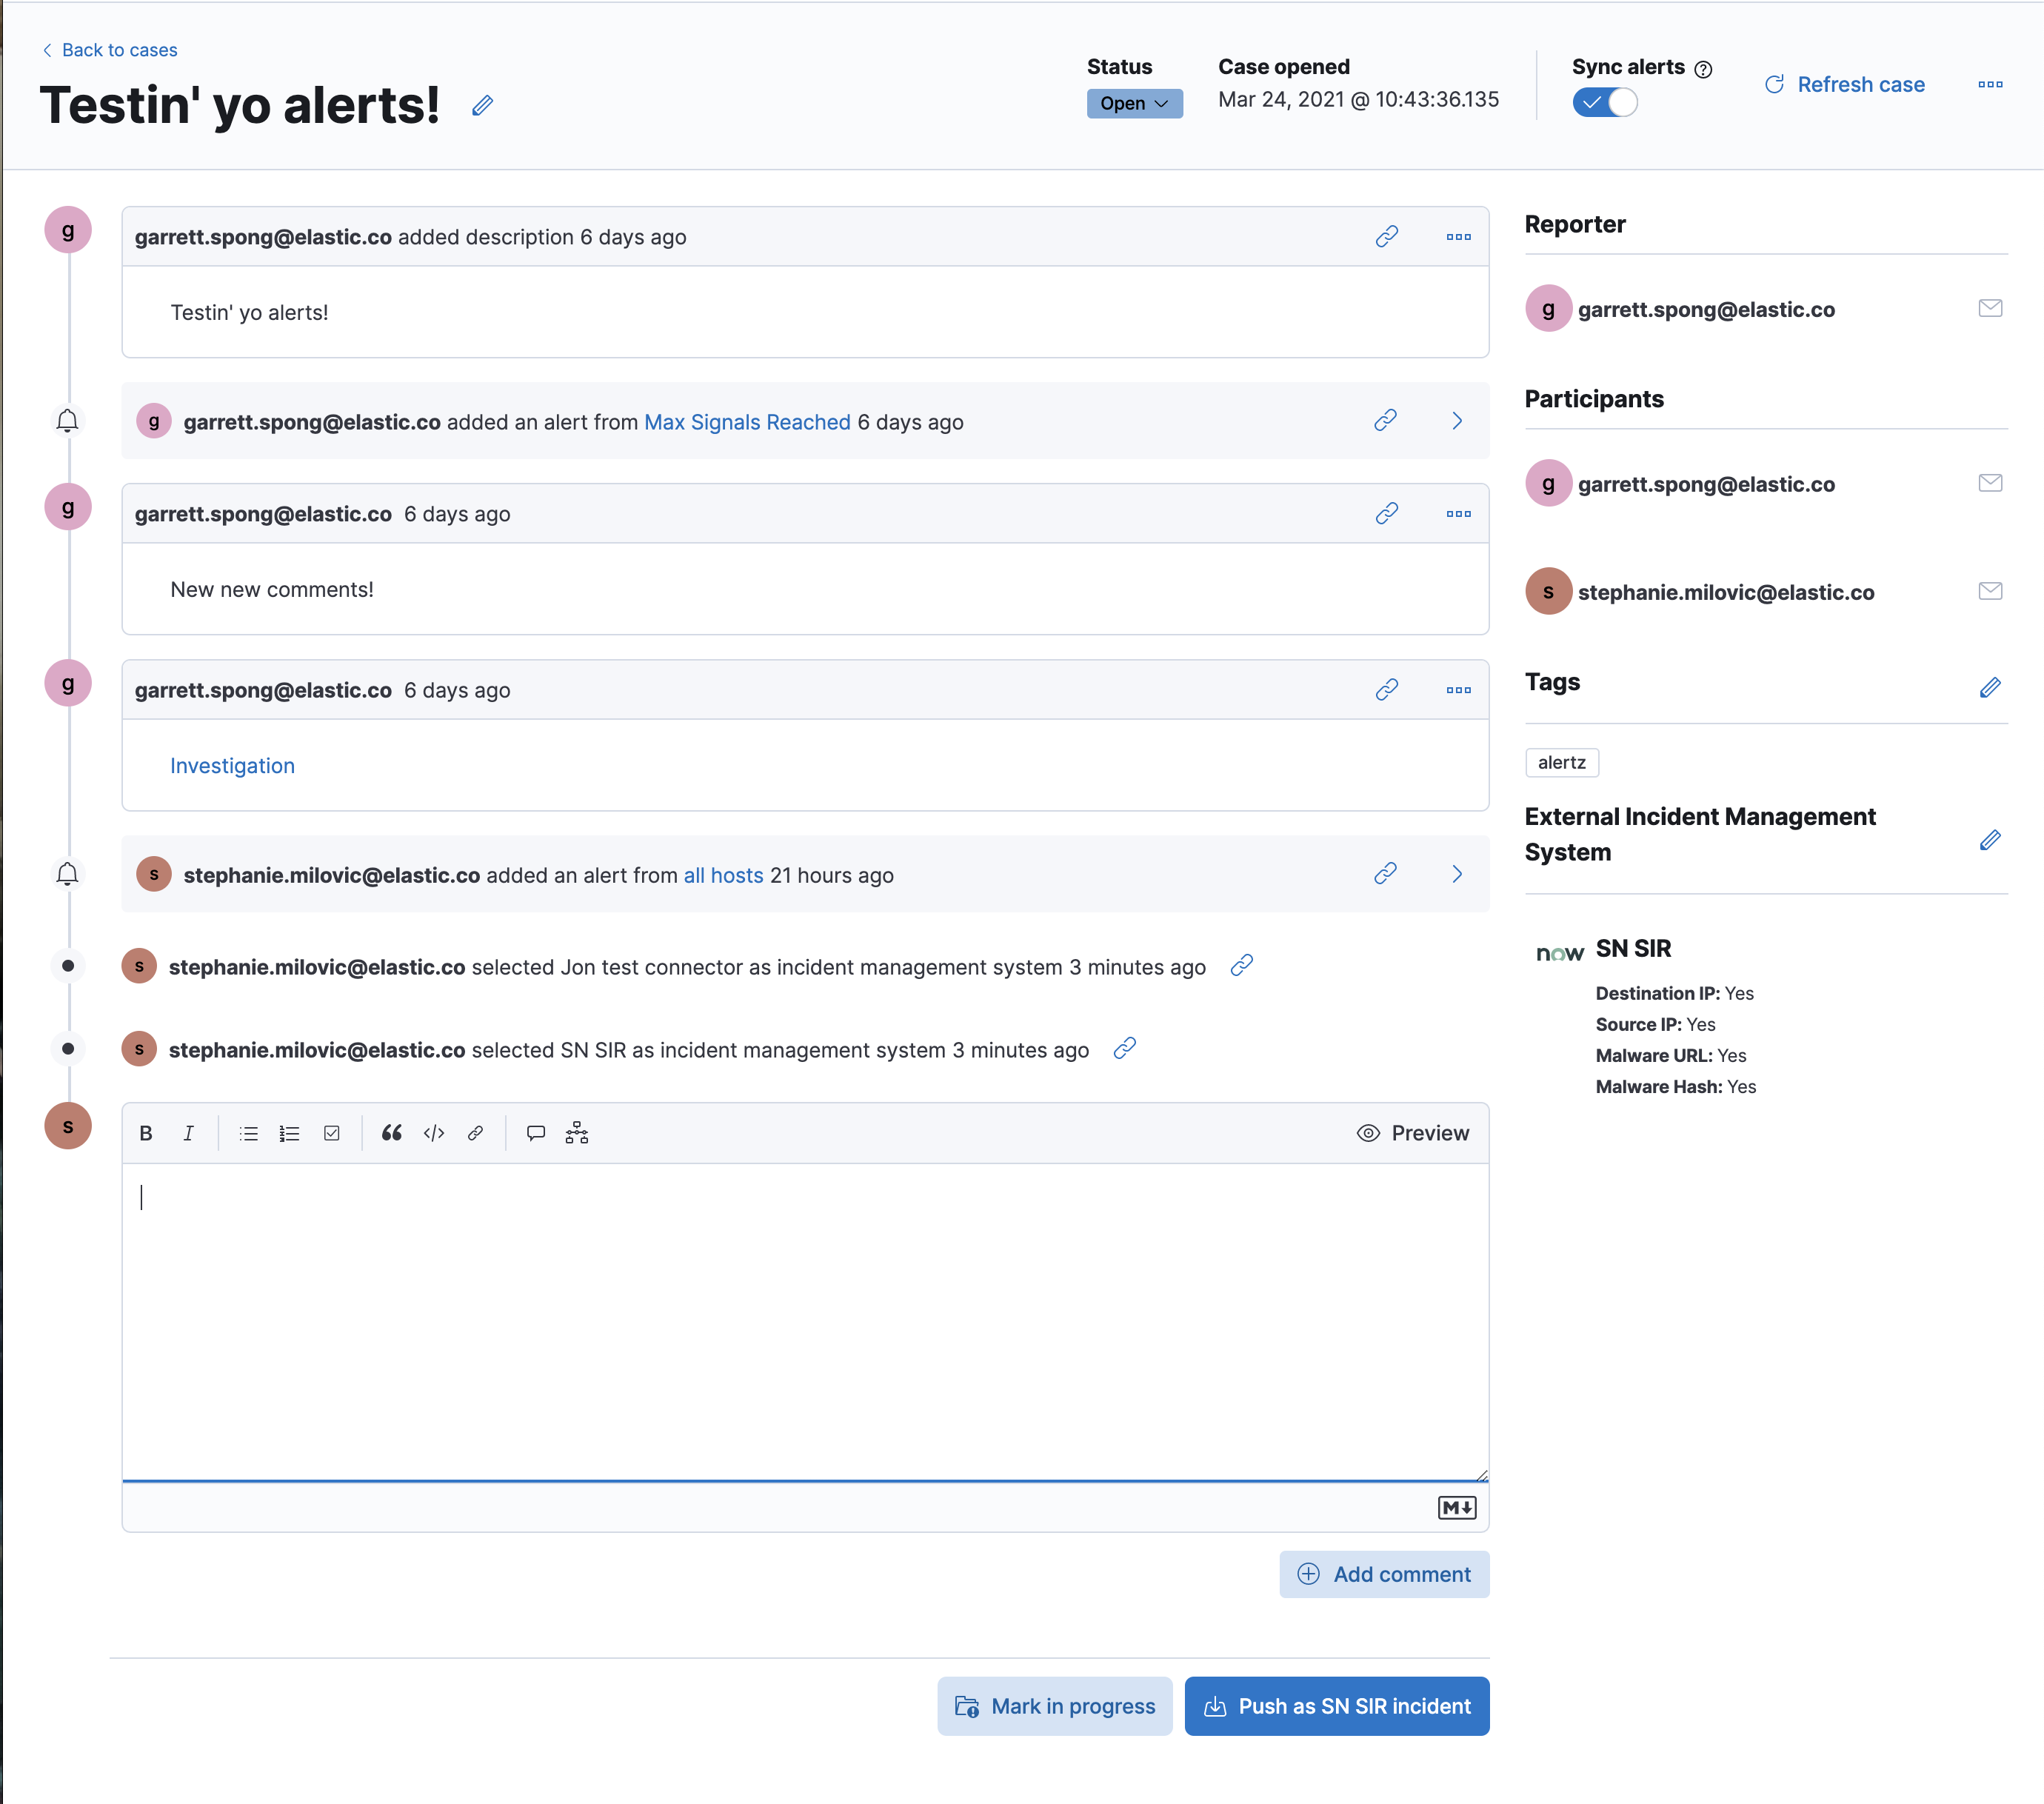 Back to cases
Testin' yo alerts!
Status
Open
Case opened
Mar 24, 2021 @ 10:43:36.135
Sync alerts
Refresh case
g
garrett.spong@elastic.co added description 6 days ago
Testin' yo alerts!
g
garrett.spong@elastic.co added an alert from Max Signals Reached 6 days ago
g
garrett.spong@elastic.co 6 days ago
New new comments!
g
garrett.spong@elastic.co 6 days ago
Investigation
s
stephanie.milovic@elastic.co added an alert from all hosts 21 hours ago
s
stephanie.milovic@elastic.co selected Jon test connector as incident management system 3 minutes ago
s
stephanie.milovic@elastic.co selected SN SIR as incident management system 3 minutes ago
s
B I
Preview
M
Add comment
Mark in progress
Push as SN SIR incident
Reporter
g
garrett.spong@elastic.co
Participants
g
garrett.spong@elastic.co
s
stephanie.milovic@elastic.co
Tags
alertz
External Incident Management
System
now
SN SIR
Destination IP: Yes
Source IP: Yes
Malware URL: Yes
Malware Hash: Yes